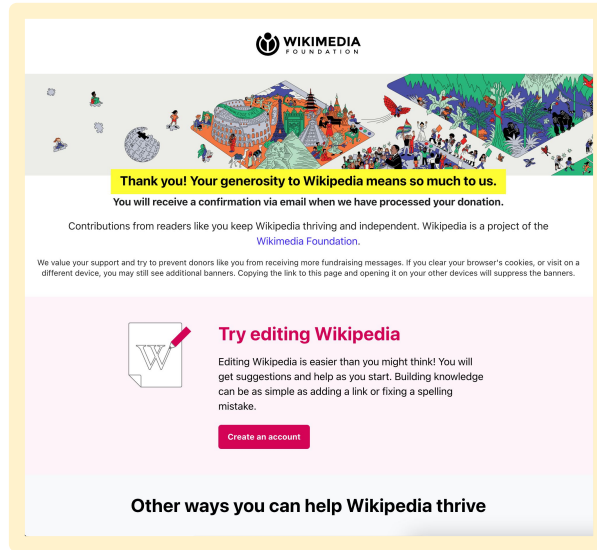 WIKIMEDIA
FOUNDATION
Thank you! Your generosity to Wikipedia means so much to us.
You will receive a confirmation via email when we have processed your donation.
Contributions from readers like you keep Wikipedia thriving and independent. Wikipedia is a project of the
Wikimedia Foundation.
We value your support and try to prevent donors like you from receiving more fundraising messages. If you clear your browser's cookies, or visit on a
different device, you may still see additional banners. Copying the link to this page and opening it on your other devices will suppress the banners.
W
Try editing Wikipedia
Editing Wikipedia is easier than you might think! You will
get suggestions and help as you start. Building knowledge
can be as simple as adding a link or fixing a spelling
mistake.
Create an account
Other ways you can help Wikipedia thrive